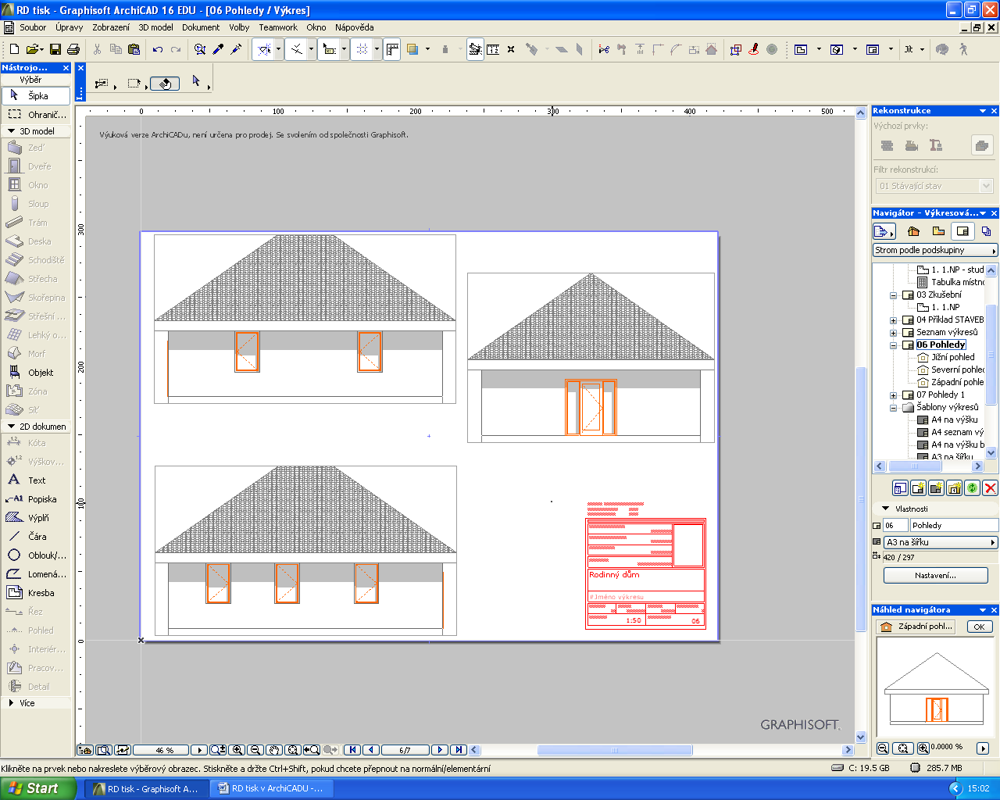 RD tisk - Graphisoft ArchiCAD 16 EDU - [06 Pohledy / Výkres]
Soubor Úpravy Zobrazení 3D model Dokument Volby Teamwork Okno Nápověda
Jít
Nástrojo...
Výběr
Šipka
Ohranič...
3D model
Zeď
Dveře
Okno
Sloup
Trám
Deska
Schodiště
Střecha
Skořepina
Střešní ...
Lehký o...
Morf
Objekt
Zóna
Síť
2D dokumen
Kóta
Výškov...
Text
Popiska
Výplň
Čára
Oblouk/...
Lomená...
Kresba
Řez
Pohled
Interiér...
Pracov...
Detail
Více
0 100 200 300 400 500
300
200
100
0
Výuková verze ArchiCADu, není určena pro prodej. Se svolením od společnosti Graphisoft.
Rodinný dům
#Jméno výkresu
1:50 06
GRAPHISOFT.
46 % 6/7
Rekonstrukce
Výchozí prvky:
Filtr rekonstrukcí:
01 Stávající stav
Navigátor - Výkresová...
Strom podle podskupiny
1. 1.NP - stud
Tabulka místno
03 Zkušební
1. 1.NP
04 Příklad STAVEB
Seznam výkresů
06 Pohledy
Jižní pohled
Severní pohled
Západní pohle
07 Pohledy 1
Šablony výkresů
A4 na výšku
A4 seznam vý
A4 na výšku b
A3 na šířku
Vlastnosti
06 Pohledy
A3 na šířku
420 / 297
Nastavení...
Náhled navigátora
Západní pohl... OK
0.0000 %
Klikněte na prvek nebo nakreslete výběrový obrazec. Stiskněte a držte Ctrl+Shift, pokud chcete přepnout na normální/elementární
C: 19.5 GB 285.7 MB
Start RD tisk - Graphisoft A... RD tisk v ArchiCADU -... 15:02